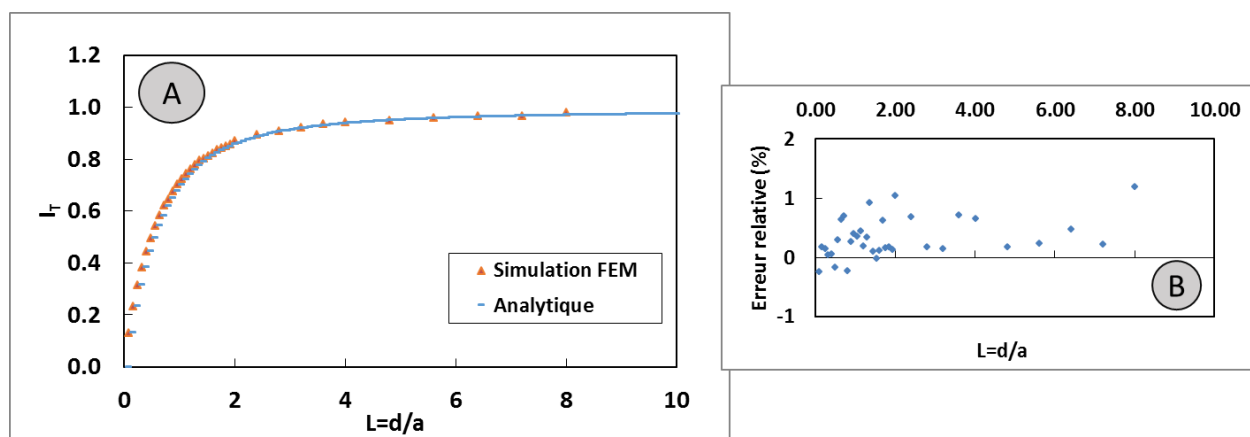 A
1.2
1.0
0.8
0.6
0.4
0.2
0.0
I_T
0 2 4 6 8 10
L=d/a
Simulation FEM
Analytique
0.00 2.00 4.00 6.00 8.00 10.00
2
1
0
-1
Erreur relative (%)
B
L=d/a